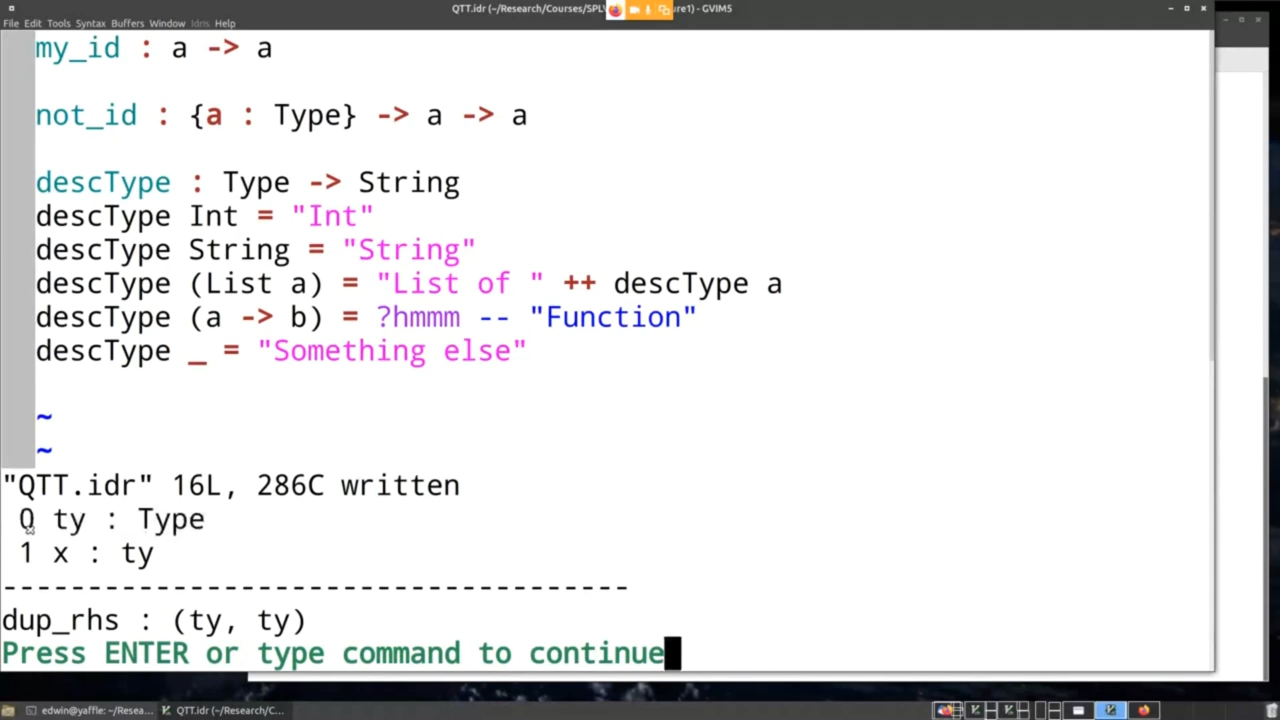 QTT.idr (~/Research/Courses/SPLV ure1) - GVIM5
File Edit Tools Syntax Buffers Window Idris Help
my_id : a -> a
not_id : {a : Type} -> a -> a
descType : Type -> String
descType Int = "Int"
descType String = "String"
descType (List a) = "List of " ++ descType a
descType (a -> b) = ?hmmm -- "Function"
descType _ = "Something else"
~
~
"QTT.idr" 16L, 286C written
0 ty : Type
1 x : ty
-------------------------------------
dup_rhs : (ty, ty)
Press ENTER or type command to continue
edwin@yaffle: ~/Resea... QTT.idr (~/Research/C...